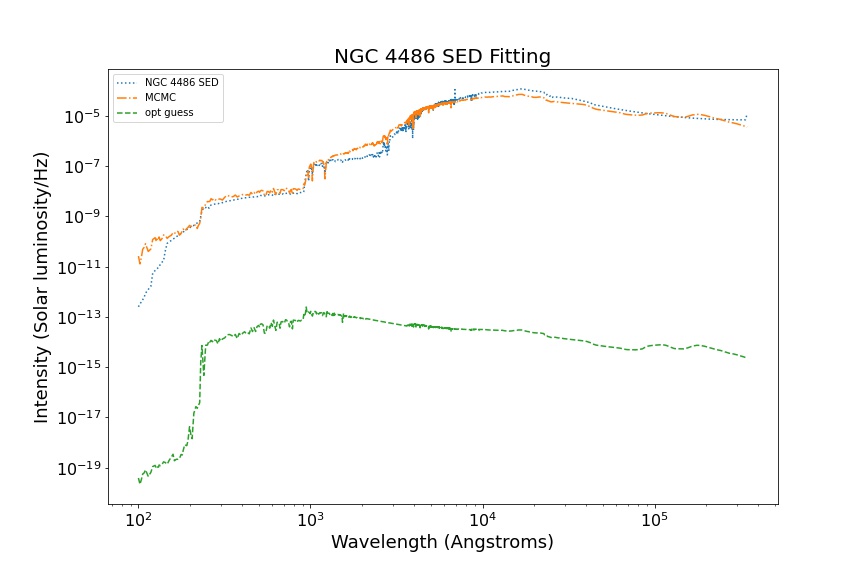 NGC 4486 SED Fitting
NGC 4486 SED
MCMC
opt guess
Intensity (Solar luminosity/Hz)
10⁻⁵
10⁻⁷
10⁻⁹
10⁻¹¹
10⁻¹³
10⁻¹⁵
10⁻¹⁷
10⁻¹⁹
10² 10³ 10⁴ 10⁵
Wavelength (Angstroms)